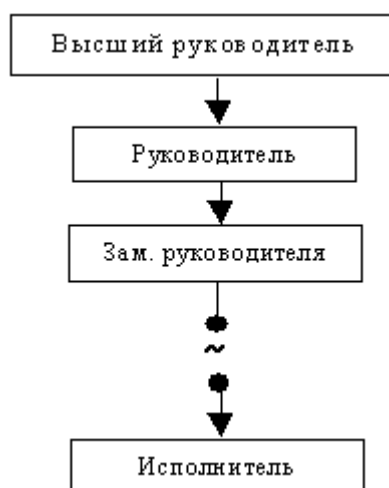 Высший руководитель
Руководитель
Зам. руководителя
~
Исполнитель